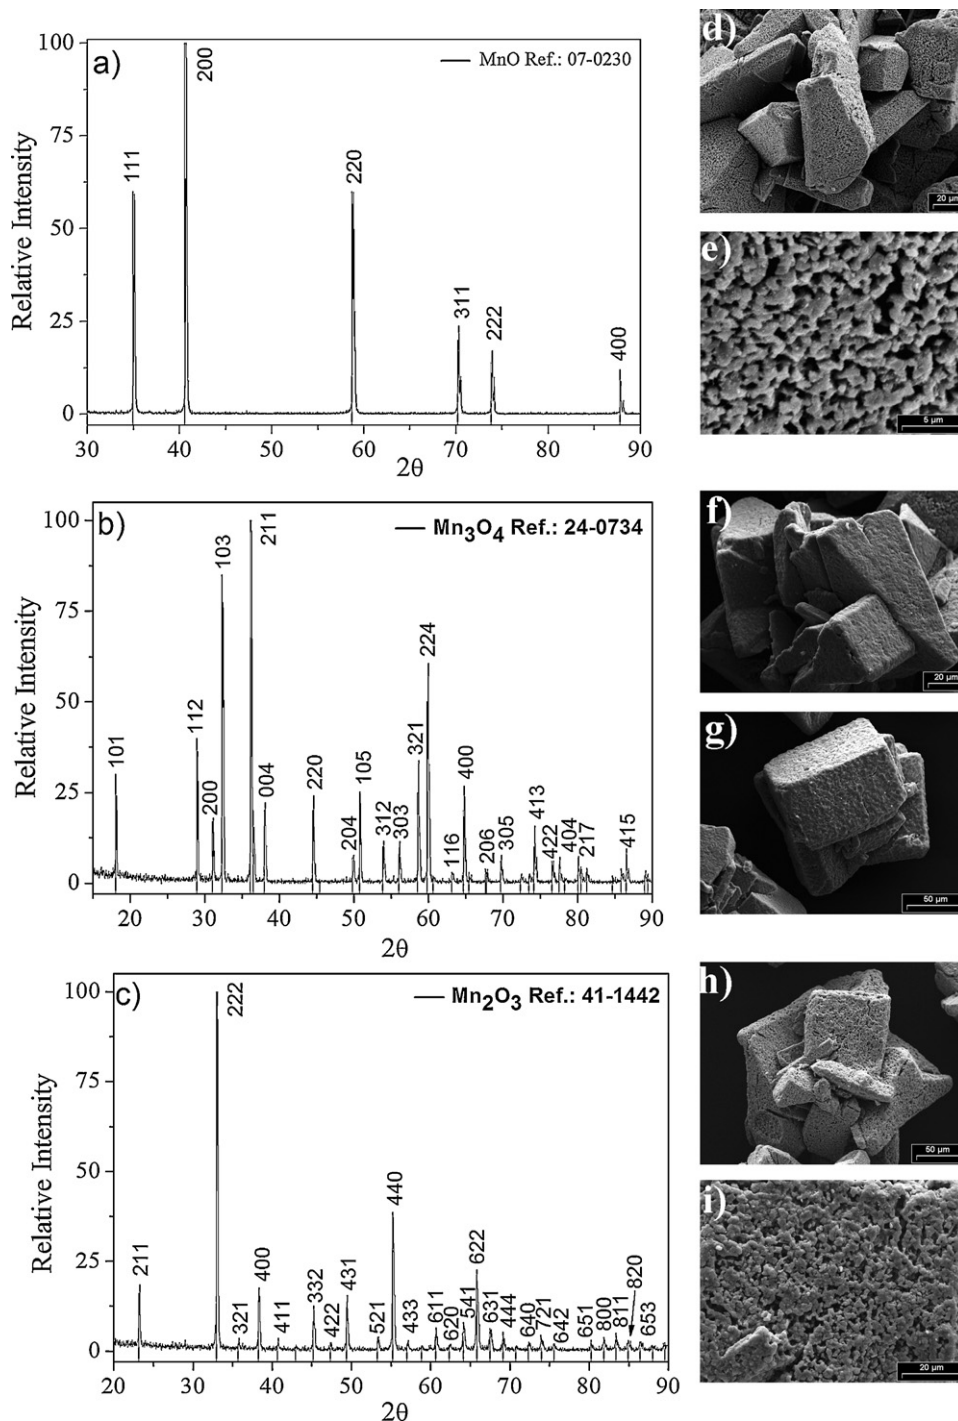 a)
MnO Ref.: 07-0230
Relative Intensity
100
75
50
25
0
111
200
220
311
222
400
30 40 50 60 70 80 90
2θ
b)
Mn3O4 Ref.: 24-0734
Relative Intensity
100
75
50
25
0
101
112
200
103
211
004
220
204
105
312
303
321
224
116
400
206
305
413
422
404
217
415
20 30 40 50 60 70 80 90
2θ
c)
Mn2O3 Ref.: 41-1442
Relative Intensity
100
75
50
25
0
211
222
321
400
411
332
422
431
521
440
433
611
620
541
622
631
444
640
721
642
651
800
811
820
653
20 30 40 50 60 70 80 90 100
2θ
d)
20 µm
e)
5 µm
f)
20 µm
g)
50 µm
h)
50 µm
i)
20 µm